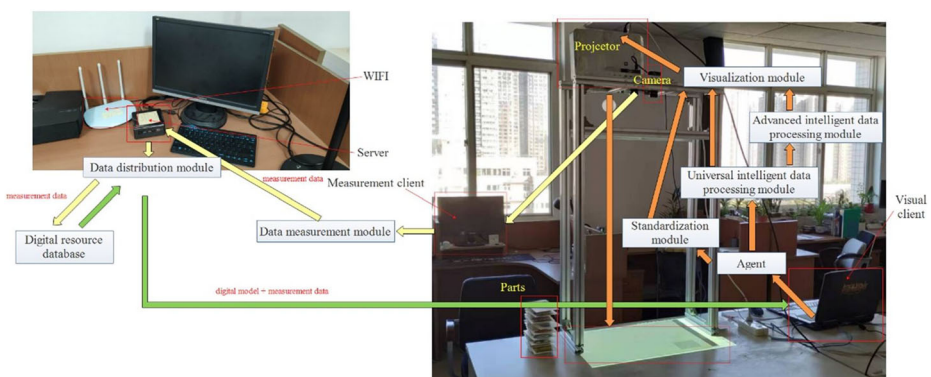 WIFI
Server
Data distribution module
measurement data
measurement data
Measurement client
Digital resource
database
Data measurement module
digital model + measurement data
Projcetor
Camera
Visualization module
Advanced intelligent data
processing module
Universal intelligent data
processing module
Visual
client
Standardization
module
Agent
Parts